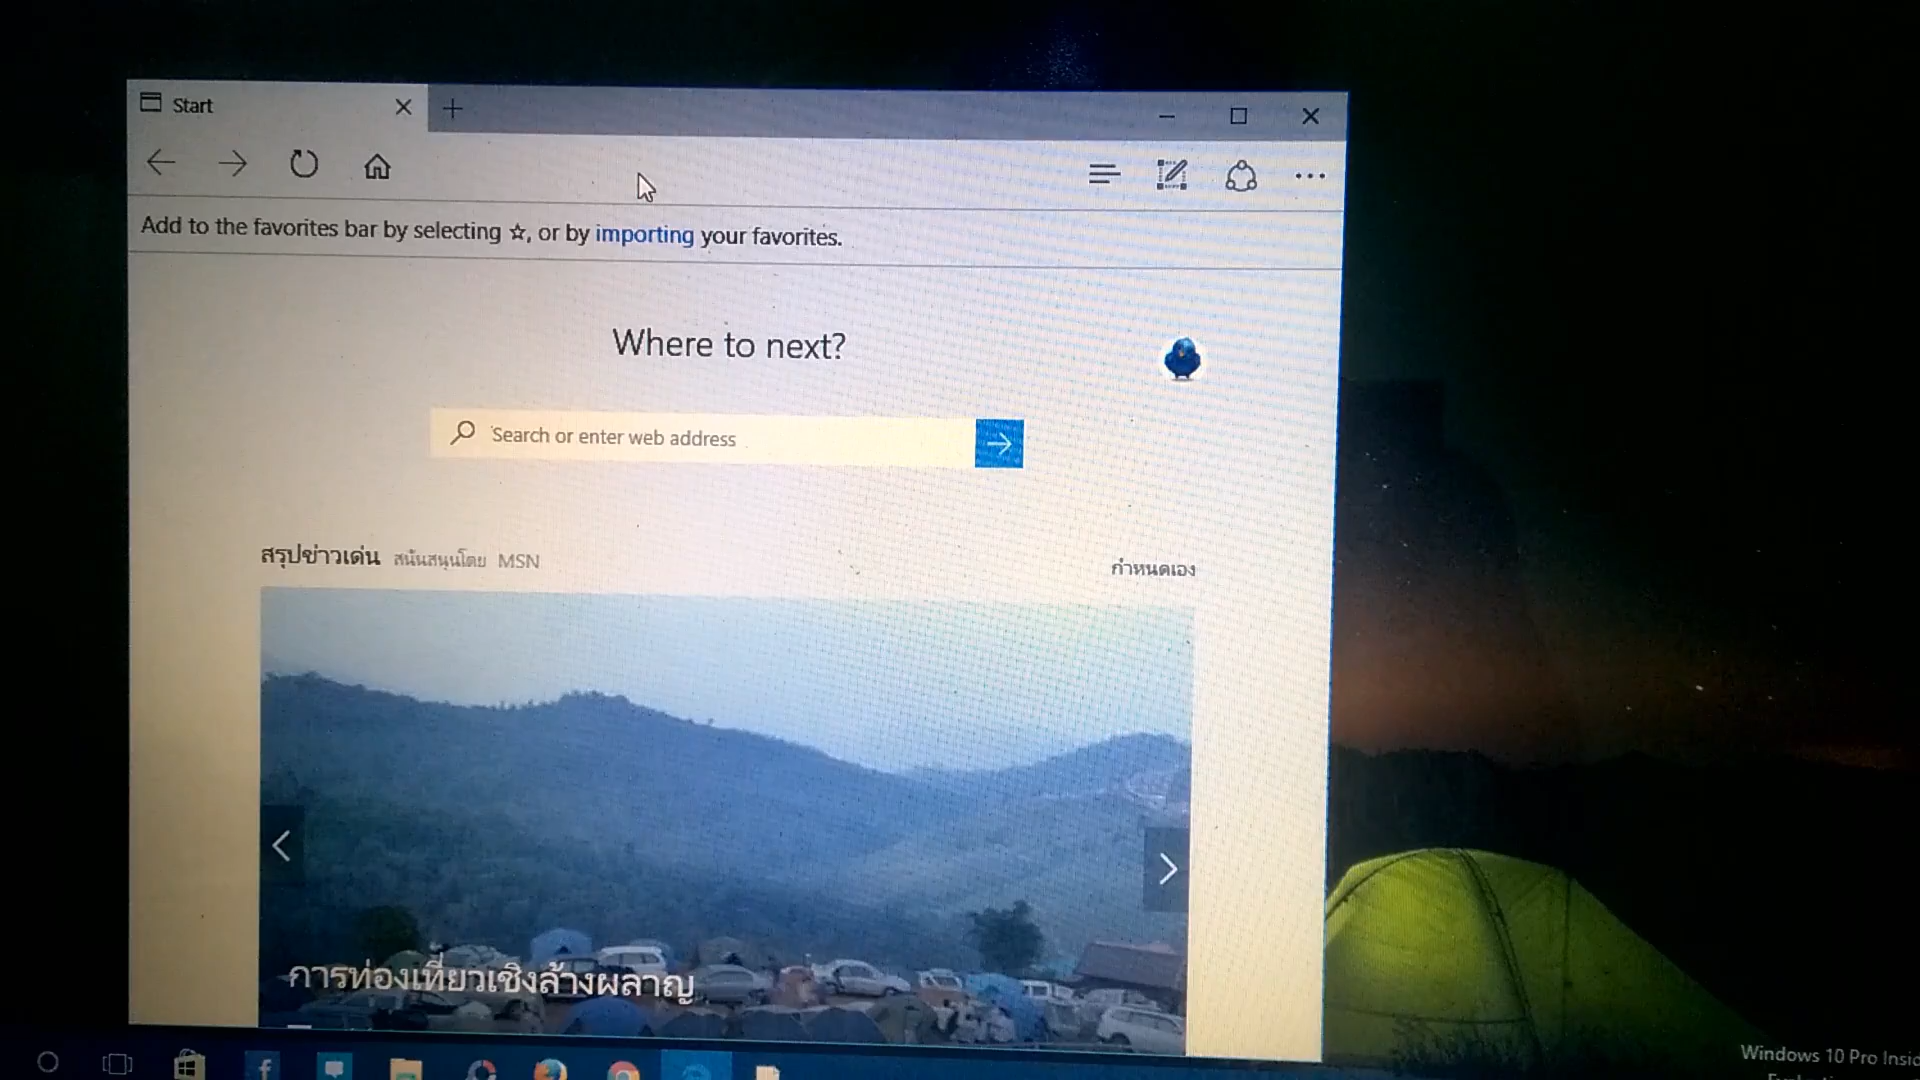 Start
Add to the favorites bar by selecting ☆, or by importing your favorites.
Where to next?
Search or enter web address
สรุปข่าวเด่น สนับสนุนโดย MSN
กำหนดเอง
การท่องเที่ยวเชิงล้างผลาญ
Windows 10 Pro